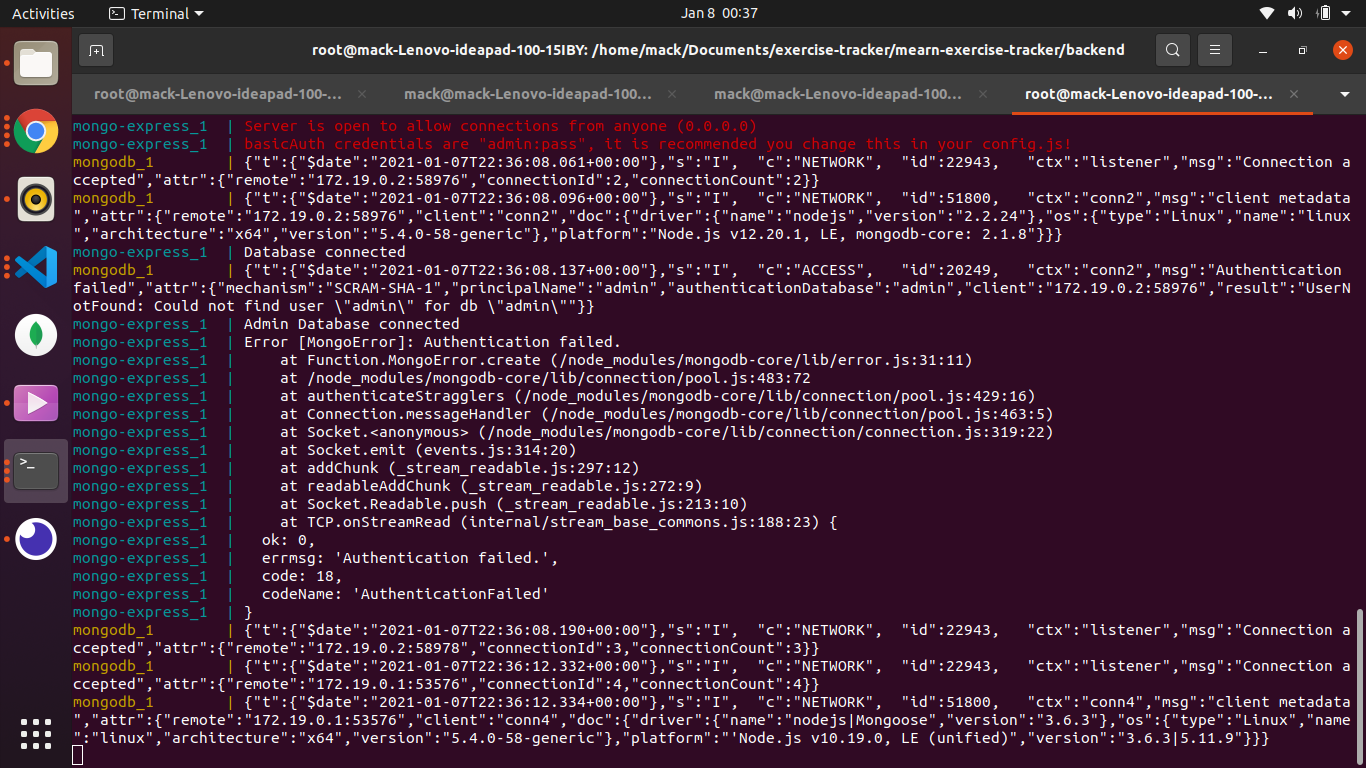 Activities
Terminal
Jan 8 00:37
root@mack-Lenovo-ideapad-100-15IBY: /home/mack/Documents/exercise-tracker/mearn-exercise-tracker/backend
root@mack-Lenovo-ideapad-100-...
mack@mack-Lenovo-ideapad-100...
mack@mack-Lenovo-ideapad-100...
root@mack-Lenovo-ideapad-100-...
mongo-express_1  | Server is open to allow connections from anyone (0.0.0.0)
mongo-express_1  | basicAuth credentials are "admin:pass", it is recommended you change this in your config.js!
mongodb_1        | {"t":{"$date":"2021-01-07T22:36:08.061+00:00"},"s":"I",  "c":"NETWORK",  "id":22943,   "ctx":"listener","msg":"Connection a
ccepted","attr":{"remote":"172.19.0.2:58976","connectionId":2,"connectionCount":2}}
mongodb_1        | {"t":{"$date":"2021-01-07T22:36:08.096+00:00"},"s":"I",  "c":"NETWORK",  "id":51800,   "ctx":"conn2","msg":"client metadata
","attr":{"remote":"172.19.0.2:58976","client":"conn2","doc":{"driver":{"name":"nodejs","version":"2.2.24"},"os":{"type":"Linux","name":"linux
","architecture":"x64","version":"5.4.0-58-generic"},"platform":"Node.js v12.20.1, LE, mongodb-core: 2.1.8"}}}
mongo-express_1  | Database connected
mongodb_1        | {"t":{"$date":"2021-01-07T22:36:08.137+00:00"},"s":"I",  "c":"ACCESS",   "id":20249,   "ctx":"conn2","msg":"Authentication 
failed","attr":{"mechanism":"SCRAM-SHA-1","principalName":"admin","authenticationDatabase":"admin","client":"172.19.0.2:58976","result":"UserN
otFound: Could not find user \"admin\" for db \"admin\""}}
mongo-express_1  | Admin Database connected
mongo-express_1  | Error [MongoError]: Authentication failed.
mongo-express_1  |     at Function.MongoError.create (/node_modules/mongodb-core/lib/error.js:31:11)
mongo-express_1  |     at /node_modules/mongodb-core/lib/connection/pool.js:483:72
mongo-express_1  |     at authenticateStragglers (/node_modules/mongodb-core/lib/connection/pool.js:429:16)
mongo-express_1  |     at Connection.messageHandler (/node_modules/mongodb-core/lib/connection/pool.js:463:5)
mongo-express_1  |     at Socket.<anonymous> (/node_modules/mongodb-core/lib/connection/connection.js:319:22)
mongo-express_1  |     at Socket.emit (events.js:314:20)
mongo-express_1  |     at addChunk (_stream_readable.js:297:12)
mongo-express_1  |     at readableAddChunk (_stream_readable.js:272:9)
mongo-express_1  |     at Socket.Readable.push (_stream_readable.js:213:10)
mongo-express_1  |     at TCP.onStreamRead (internal/stream_base_commons.js:188:23) {
mongo-express_1  |   ok: 0,
mongo-express_1  |   errmsg: 'Authentication failed.',
mongo-express_1  |   code: 18,
mongo-express_1  |   codeName: 'AuthenticationFailed'
mongo-express_1  | }
mongodb_1        | {"t":{"$date":"2021-01-07T22:36:08.190+00:00"},"s":"I",  "c":"NETWORK",  "id":22943,   "ctx":"listener","msg":"Connection a
ccepted","attr":{"remote":"172.19.0.2:58978","connectionId":3,"connectionCount":3}}
mongodb_1        | {"t":{"$date":"2021-01-07T22:36:12.332+00:00"},"s":"I",  "c":"NETWORK",  "id":22943,   "ctx":"listener","msg":"Connection a
ccepted","attr":{"remote":"172.19.0.1:53576","connectionId":4,"connectionCount":4}}
mongodb_1        | {"t":{"$date":"2021-01-07T22:36:12.334+00:00"},"s":"I",  "c":"NETWORK",  "id":51800,   "ctx":"conn4","msg":"client metadata
","attr":{"remote":"172.19.0.1:53576","client":"conn4","doc":{"driver":{"name":"nodejs|Mongoose","version":"3.6.3"},"os":{"type":"Linux","name
":"linux","architecture":"x64","version":"5.4.0-58-generic"},"platform":"'Node.js v10.19.0, LE (unified)","version":"3.6.3|5.11.9"}}}